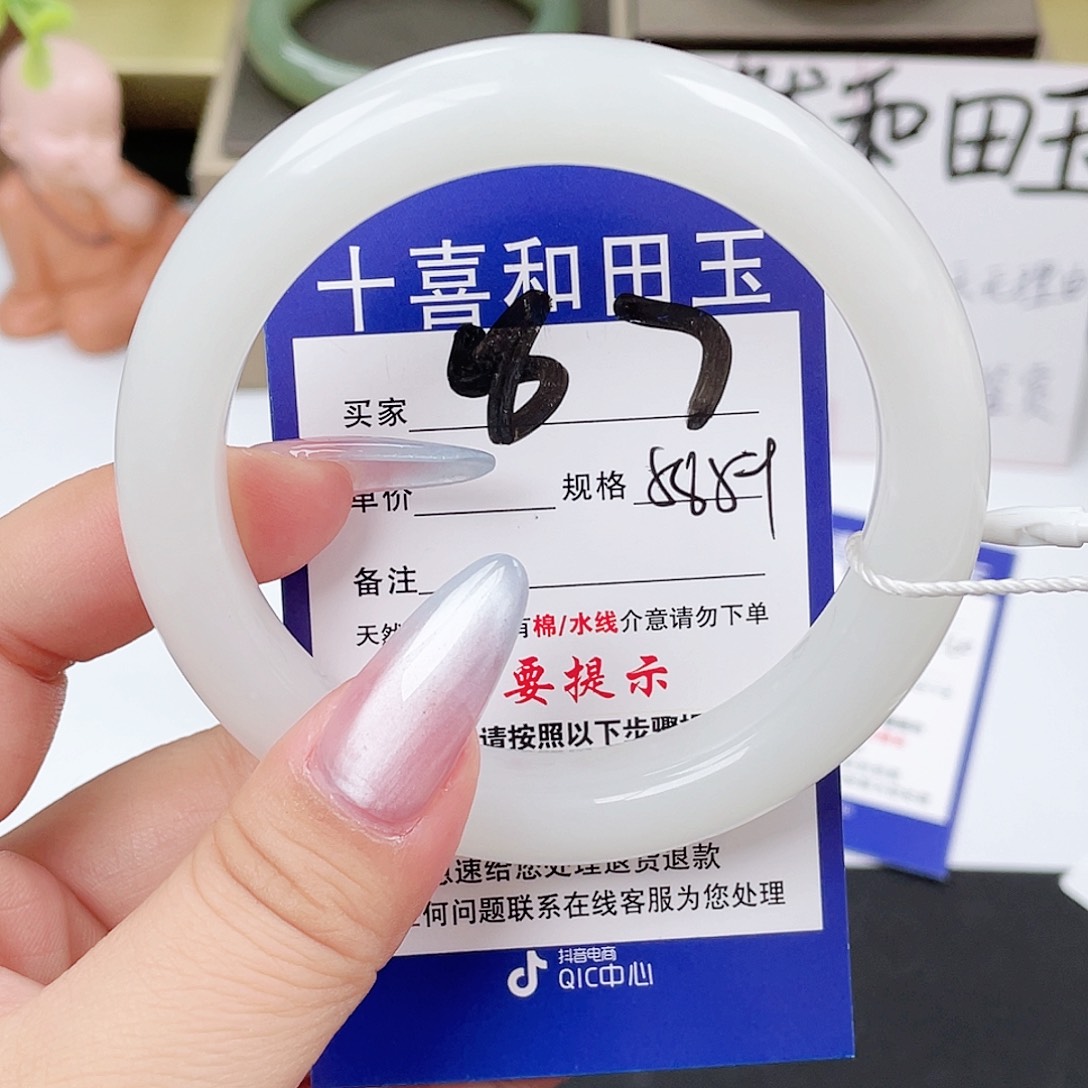 和田玉
十喜和田玉
买家 87
单价 规格
备注
天然 有棉/水线介意请勿下单
要提示
请按照以下步骤
速给您处理退货退款
何问题联系在线客服为您处理
抖音电商
QIC中心